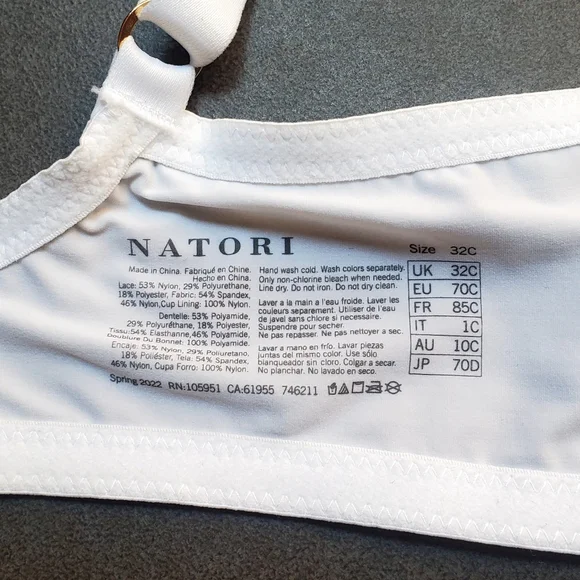 NATORI
Made in China. Fabriqué en China.
Hecho en China.
Lace: 53% Nylon, 29% Polyurethane,
18% Polyester, Fabric: 54% Spandex,
46% Nylon,Cup Lining: 100% Nylon.
Dentelle: 53% Polyamide,
29% Polyuréthane, 18% Polyester,
Tissu:54% Elasthanne,46% Polyamide,
Doublure Du Bonnet: 100% Polyamide.
Encaje: 53% Nylon, 29% Poliuretano,
18% Poliéster, Tela: 54% Spandex,
46% Nylon, Cupa Forro: 100% Nylon.
Spring 2022 RN:105951 CA:61955 746211
Hand wash cold. Wash colors separately.
Only non-chlorine bleach when needed.
Line dry. Do not iron. Do not dry clean.
Laver a la main a l'eau froide. Laver les
couleurs separement. Utiliser de l'eau
de javel sans chlore si necessaire.
Suspendre pour secher.
Ne pas repasser. Ne pas nettoyer a sec.
Lavar a mano en frío. Lavar piezas
juntas del mismo color. Use sólo
blanqueador sin cloro. Colgar a secar.
No planchar. No lavado en seco.
Size 32C
UK 32C
EU 70C
FR 85C
IT 1C
AU 10C
JP 70D